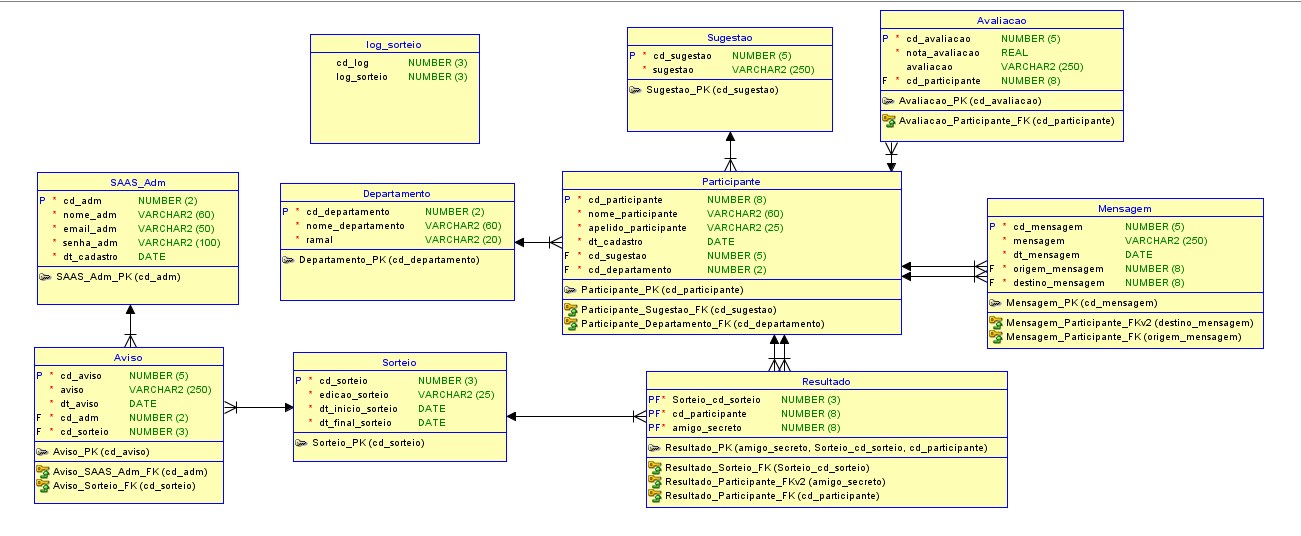 log_sorteio
cd_log NUMBER (3)
log_sorteio NUMBER (3)
Sugestao
P * cd_sugestao NUMBER (5)
* sugestao VARCHAR2 (250)
Sugestao_PK (cd_sugestao)
Avaliacao
P * cd_avaliacao NUMBER (5)
* nota_avaliacao REAL
avaliacao VARCHAR2 (250)
F * cd_participante NUMBER (8)
Avaliacao_PK (cd_avaliacao)
Avaliacao_Participante_FK (cd_participante)
SAAS_Adm
P * cd_adm NUMBER (2)
* nome_adm VARCHAR2 (60)
* email_adm VARCHAR2 (50)
* senha_adm VARCHAR2 (100)
* dt_cadastro DATE
SAAS_Adm_PK (cd_adm)
Departamento
P * cd_departamento NUMBER (2)
* nome_departamento VARCHAR2 (60)
* ramal VARCHAR2 (20)
Departamento_PK (cd_departamento)
Participante
P * cd_participante NUMBER (8)
* nome_participante VARCHAR2 (60)
* apelido_participante VARCHAR2 (25)
* dt_cadastro DATE
F * cd_sugestao NUMBER (5)
F * cd_departamento NUMBER (2)
Participante_PK (cd_participante)
Participante_Sugestao_FK (cd_sugestao)
Participante_Departamento_FK (cd_departamento)
Mensagem
P * cd_mensagem NUMBER (5)
* mensagem VARCHAR2 (250)
* dt_mensagem DATE
F * origem_mensagem NUMBER (8)
F * destino_mensagem NUMBER (8)
Mensagem_PK (cd_mensagem)
Mensagem_Participante_FKv2 (destino_mensagem)
Mensagem_Participante_FK (origem_mensagem)
Aviso
P * cd_aviso NUMBER (5)
* aviso VARCHAR2 (250)
* dt_aviso DATE
F * cd_adm NUMBER (2)
F * cd_sorteio NUMBER (3)
Aviso_PK (cd_aviso)
Aviso_SAAS_Adm_FK (cd_adm)
Aviso_Sorteio_FK (cd_sorteio)
Sorteio
P * cd_sorteio NUMBER (3)
* edicao_sorteio VARCHAR2 (25)
* dt_inicio_sorteio DATE
* dt_final_sorteio DATE
Sorteio_PK (cd_sorteio)
Resultado
PF* Sorteio_cd_sorteio NUMBER (3)
PF* cd_participante NUMBER (8)
PF* amigo_secreto NUMBER (8)
Resultado_PK (amigo_secreto, Sorteio_cd_sorteio, cd_participante)
Resultado_Sorteio_FK (Sorteio_cd_sorteio)
Resultado_Participante_FKv2 (amigo_secreto)
Resultado_Participante_FK (cd_participante)